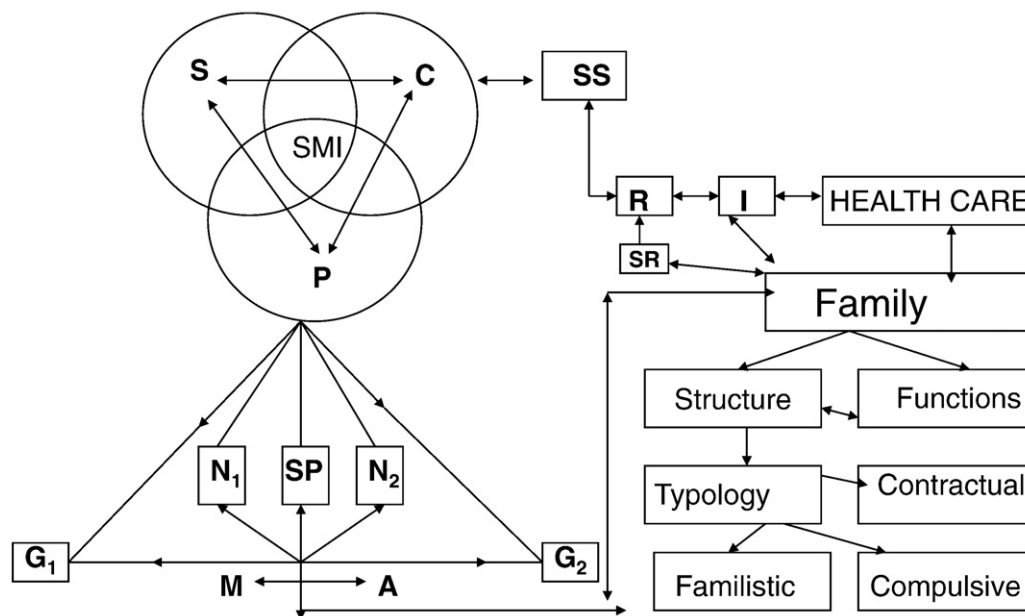 S
C
SS
SMI
P
R
I
HEALTH CARE
SR
Family
Structure
Functions
N₁
SP
N₂
Typology
Contractual
G₁
G₂
M
A
Familistic
Compulsive